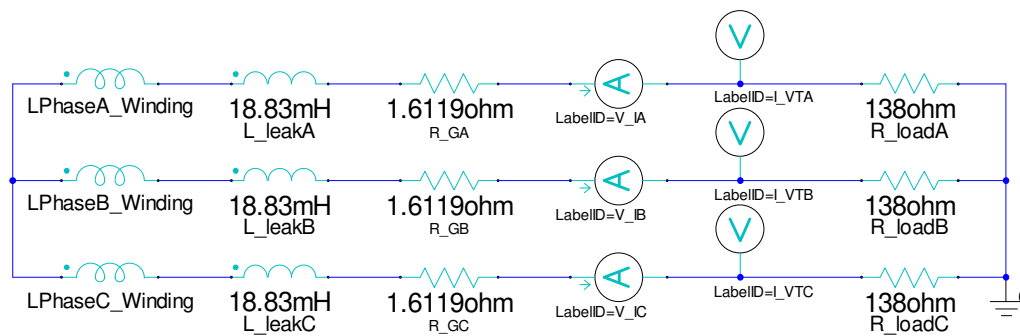 LPhaseA_Winding
18.83mH
L_leakA
1.6119ohm
R_GA
A
LabelID=V_IA
V
LabelID=I_VTA
138ohm
R_loadA
LPhaseB_Winding
18.83mH
L_leakB
1.6119ohm
R_GB
A
LabelID=V_IB
V
LabelID=I_VTB
138ohm
R_loadB
LPhaseC_Winding
18.83mH
L_leakC
1.6119ohm
R_GC
A
LabelID=V_IC
V
LabelID=I_VTC
138ohm
R_loadC